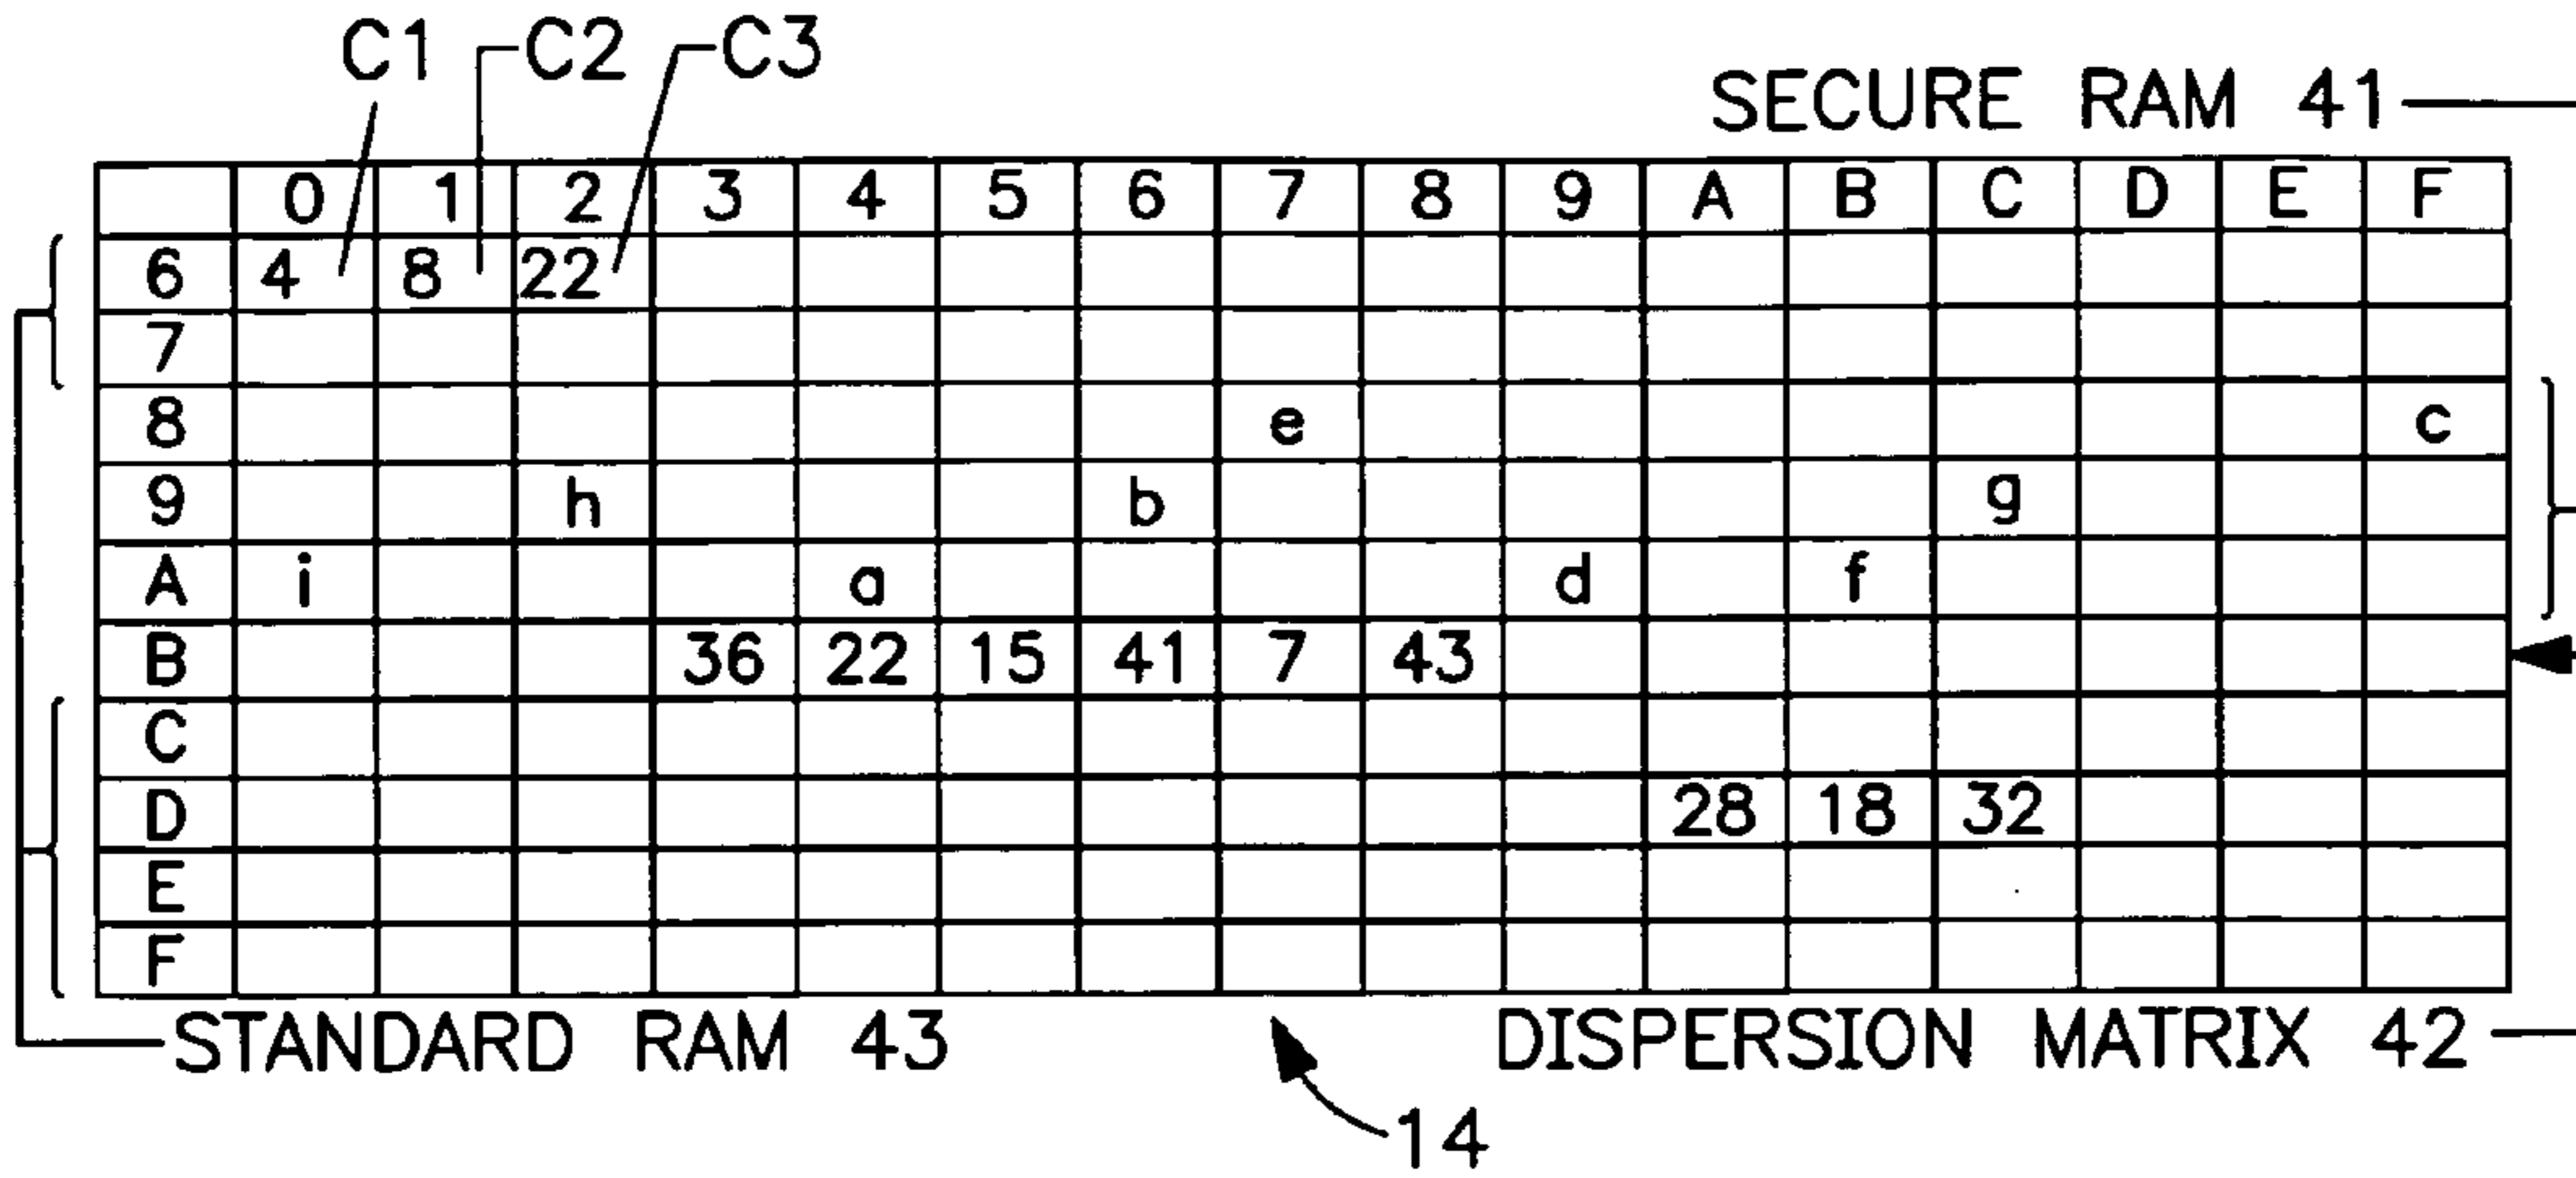 C1 C2 C3
SECURE RAM 41
0 1 2 3 4 5 6 7 8 9 A B C D E F
6 4 8 22
7
8 e c
9 h b g
A i a d f
B 36 22 15 41 7 43
C
D 28 18 32
E
F
STANDARD RAM 43 DISPERSION MATRIX 42
14